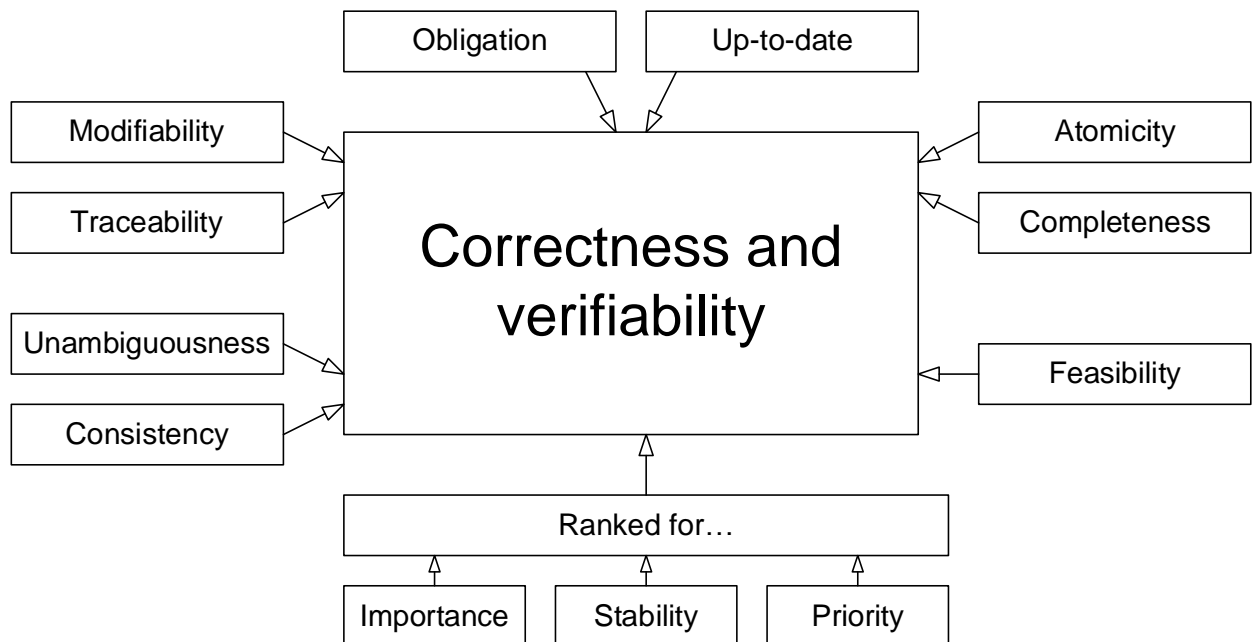 Obligation
Up-to-date
Modifiability
Atomicity
Traceability
Completeness
Correctness and
verifiability
Unambiguousness
Feasibility
Consistency
Ranked for…
Importance
Stability
Priority